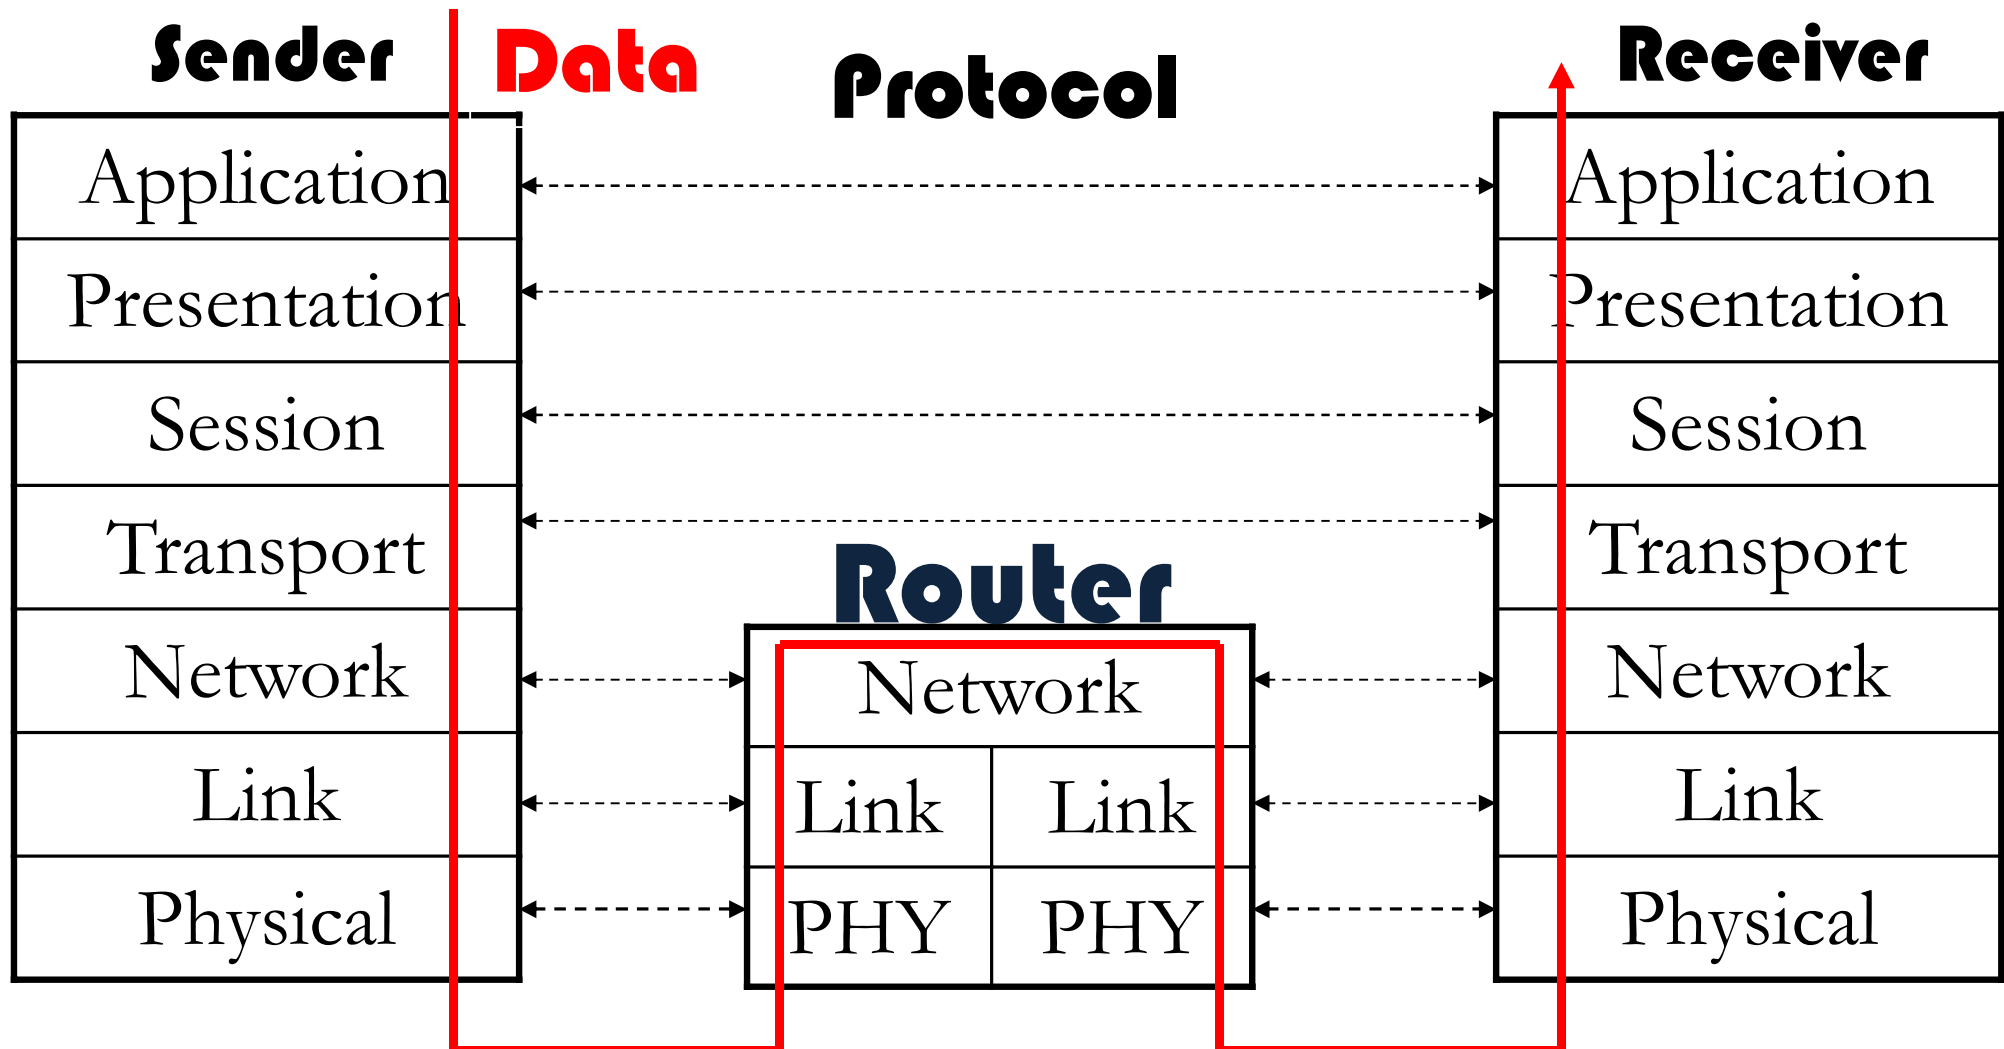 Sender
Data
Protocol
Receiver
Application
Application
Presentation
Presentation
Session
Session
Transport
Transport
Router
Network
Network
Network
Link
Link
Link
Link
Physical
PHY
PHY
Physical